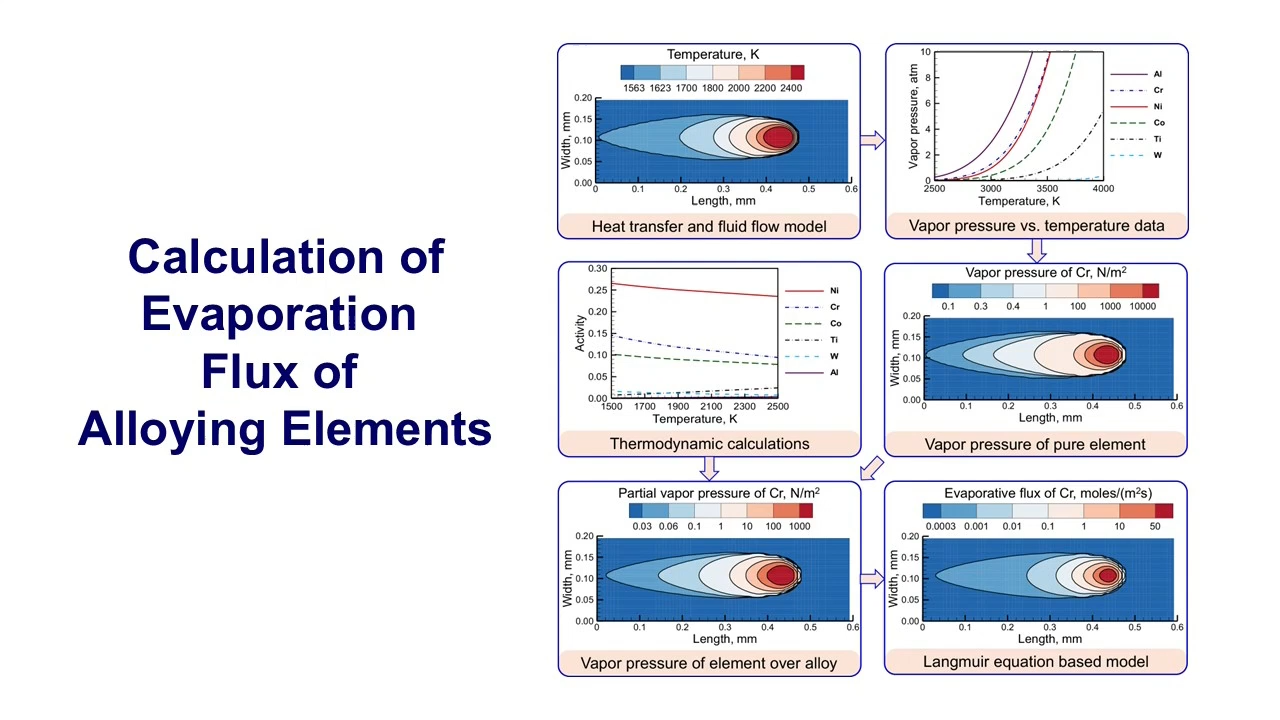 Calculation of
Evaporation
Flux of
Alloying Elements
Temperature, K
1563 1623 1700 1800 2000 2200 2400
0.20
0.15
0.10
0.05
0.00
Width, mm
0 0.1 0.2 0.3 0.4 0.5 0.6
Length, mm
Heat transfer and fluid flow model
10
8
6
4
2
0
Vapor pressure, atm
2500 3000 3500 4000
Temperature, K
Al
Cr
Ni
Co
Ti
W
Vapor pressure vs. temperature data
0.30
0.25
0.20
0.15
0.10
0.05
0.00
Activity
1500 1700 1900 2100 2300 2500
Temperature, K
Ni
Cr
Co
Ti
W
Al
Thermodynamic calculations
Vapor pressure of Cr, N/m²
0.1 0.3 0.4 1 100 1000 10000
0.20
0.15
0.10
0.05
0.00
Width, mm
0 0.1 0.2 0.3 0.4 0.5 0.6
Length, mm
Vapor pressure of pure element
Partial vapor pressure of Cr, N/m²
0.03 0.06 0.1 1 10 100 1000
0.20
0.15
0.10
0.05
0.00
Width, mm
0 0.1 0.2 0.3 0.4 0.5 0.6
Length, mm
Vapor pressure of element over alloy
Evaporative flux of Cr, moles/(m²s)
0.0003 0.001 0.01 0.1 1 10 50
0.20
0.15
0.10
0.05
0.00
Width, mm
0 0.1 0.2 0.3 0.4 0.5 0.6
Length, mm
Langmuir equation based model